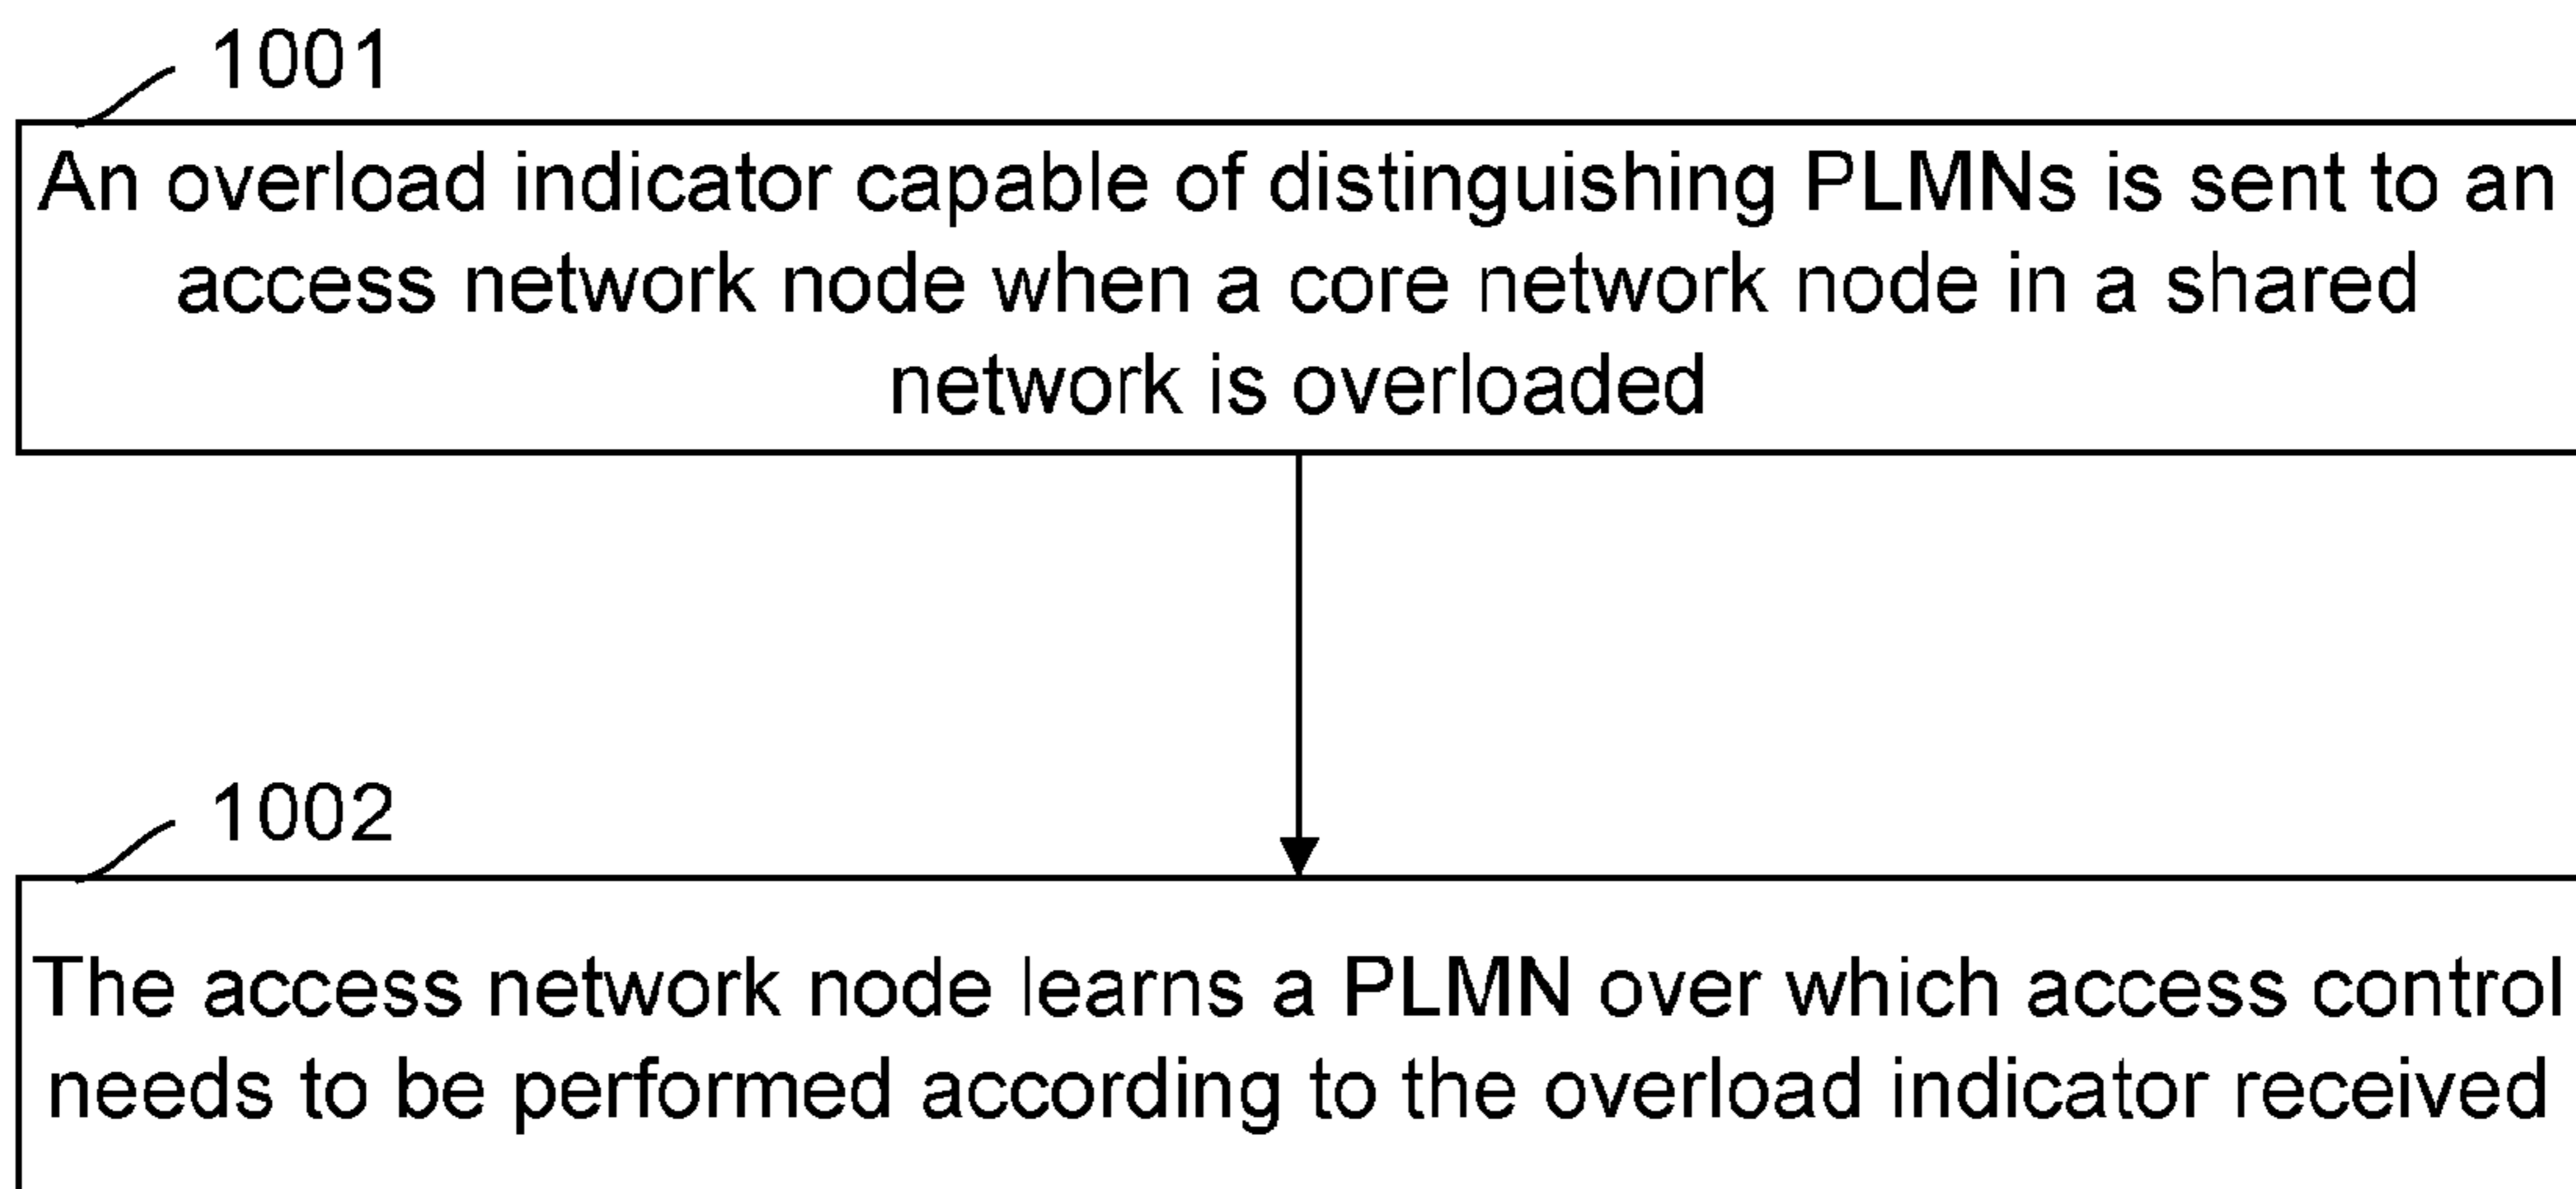 1001
An overload indicator capable of distinguishing PLMNs is sent to an
access network node when a core network node in a shared
network is overloaded
1002
The access network node learns a PLMN over which access control
needs to be performed according to the overload indicator received